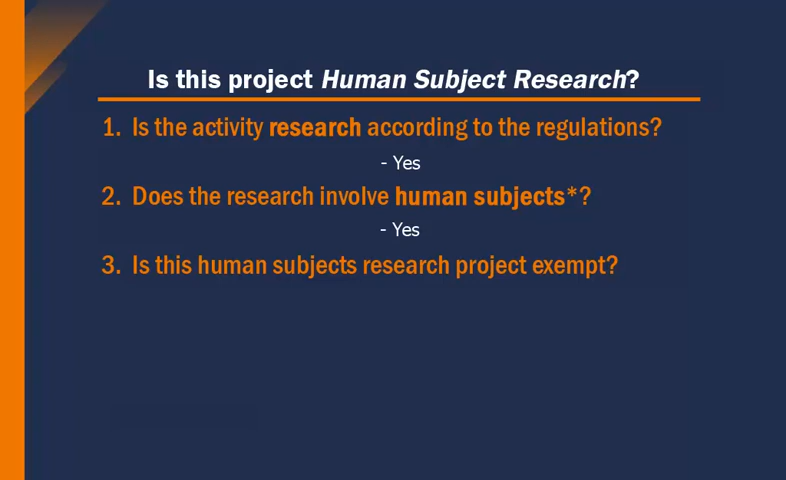 Is this project Human Subject Research?
1. Is the activity research according to the regulations?
- Yes
2. Does the research involve human subjects*?
- Yes
3. Is this human subjects research project exempt?